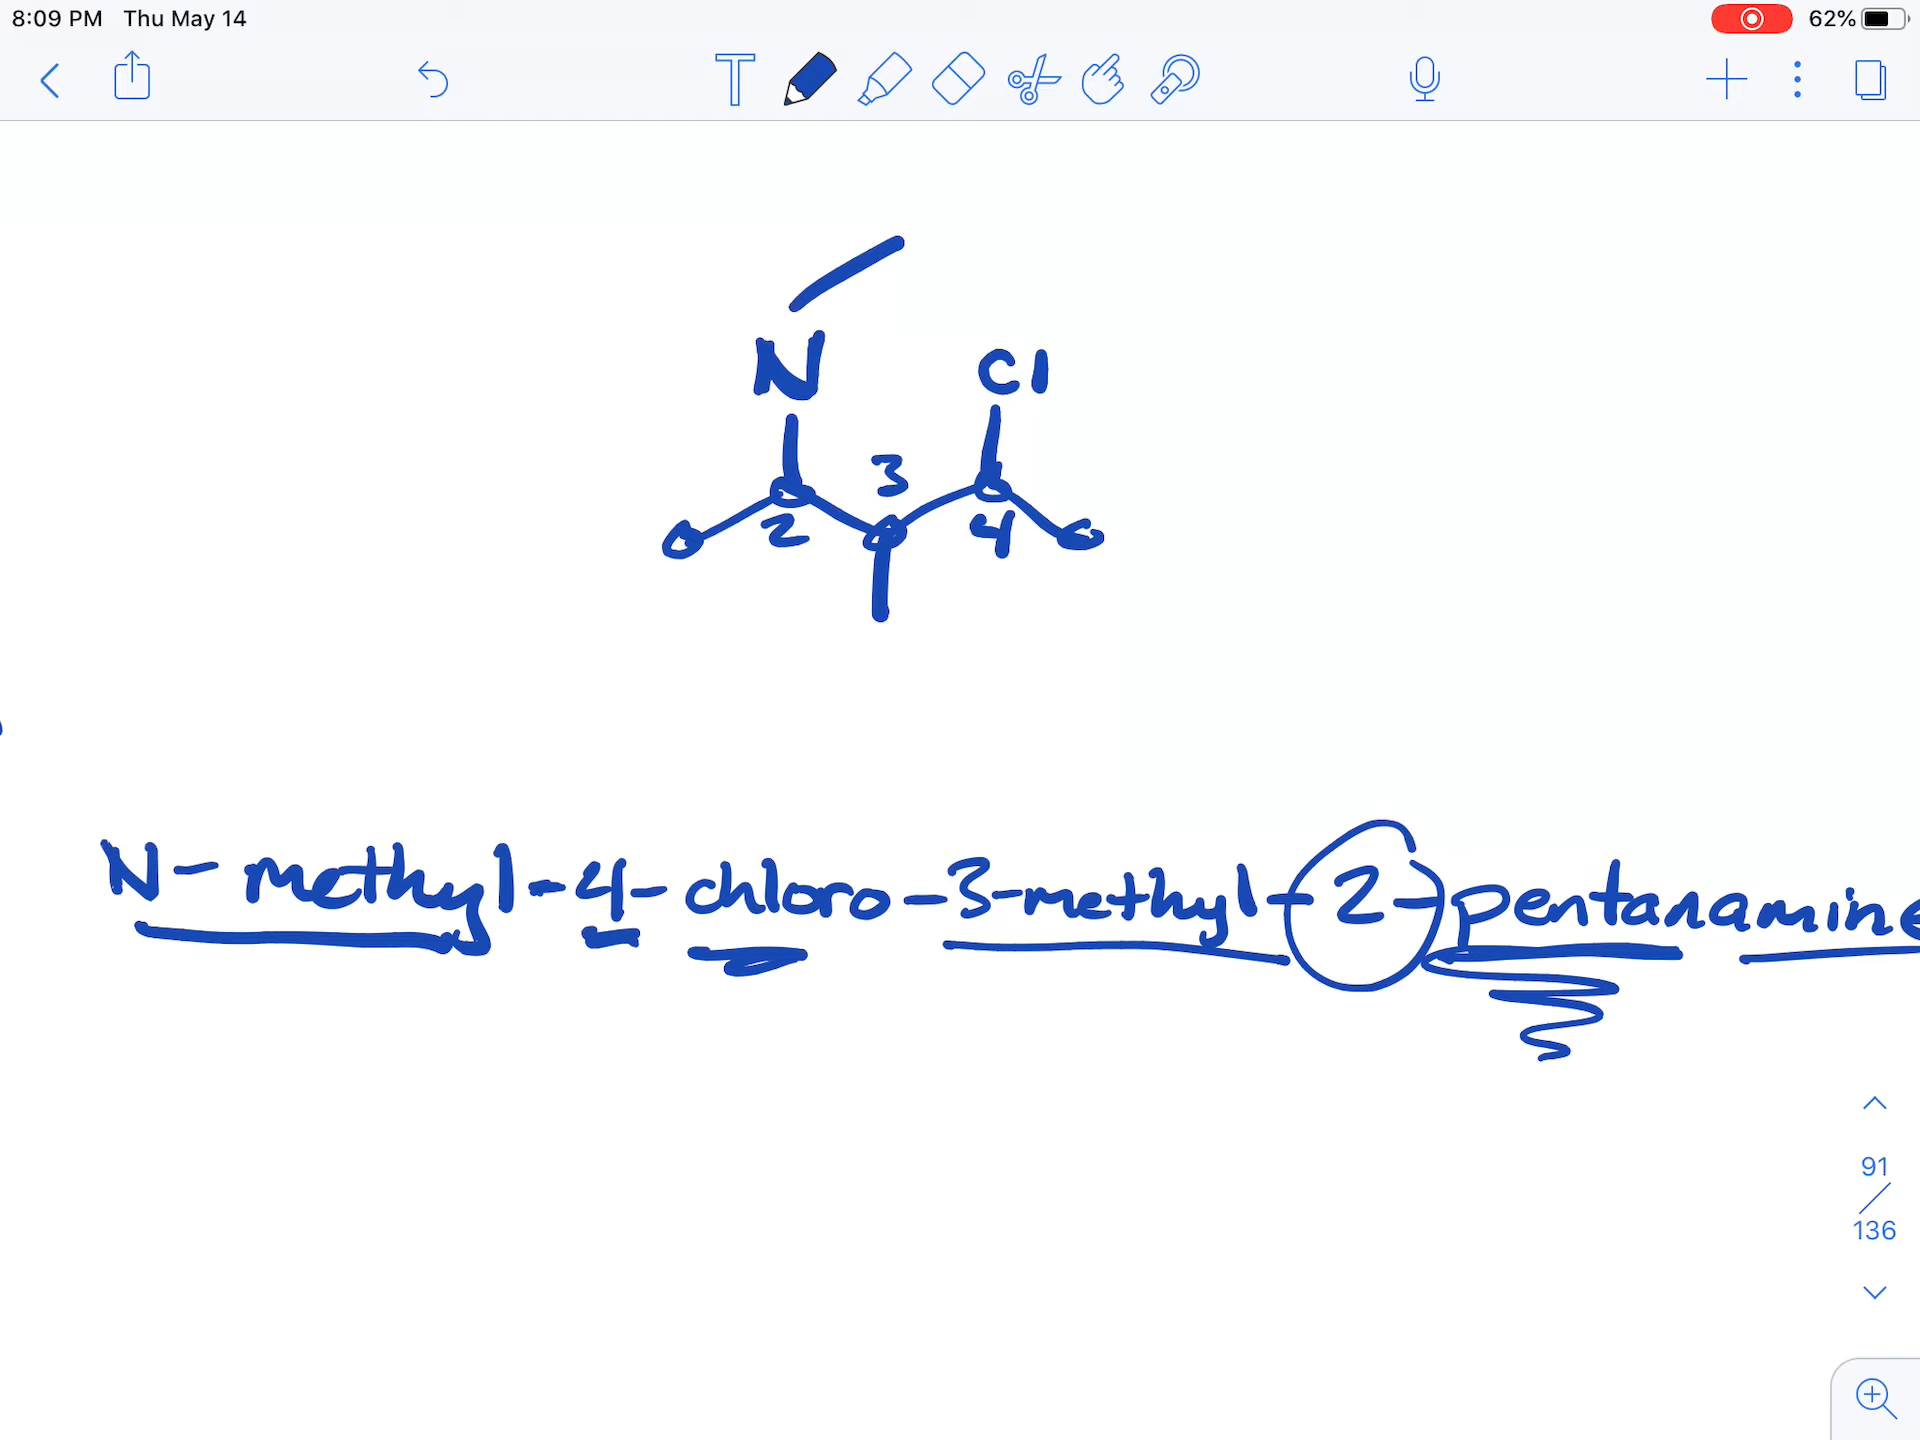 8:09 PM Thu May 14 62%
T
N Cl
3
2 4
N-methyl-4-chloro-3-methyl-2-pentanamine
91
136